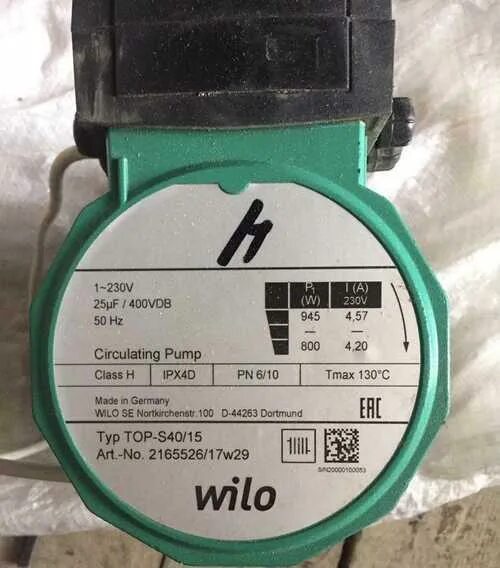 1~230V
25µF / 400VDB
50 Hz
P₁ (W) I (A) 230V
945 4,57
— —
800 4,20
Circulating Pump
Class H IPX4D PN 6/10 Tmax 130°C
Made in Germany
WILO SE Nortkirchenstr.100 D-44263 Dortmund
EAC
Typ TOP-S40/15
Art.-No. 2165526/17w29
S/N20000100053
wilo